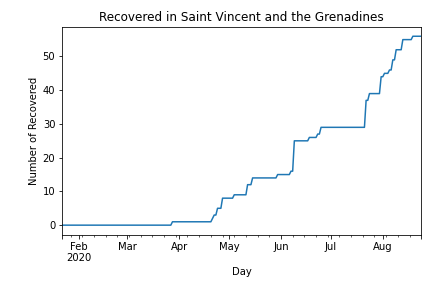 Recovered in Saint Vincent and the Grenadines
Number of Recovered
50
40
30
20
10
0
Feb Mar Apr May Jun Jul Aug
2020
Day